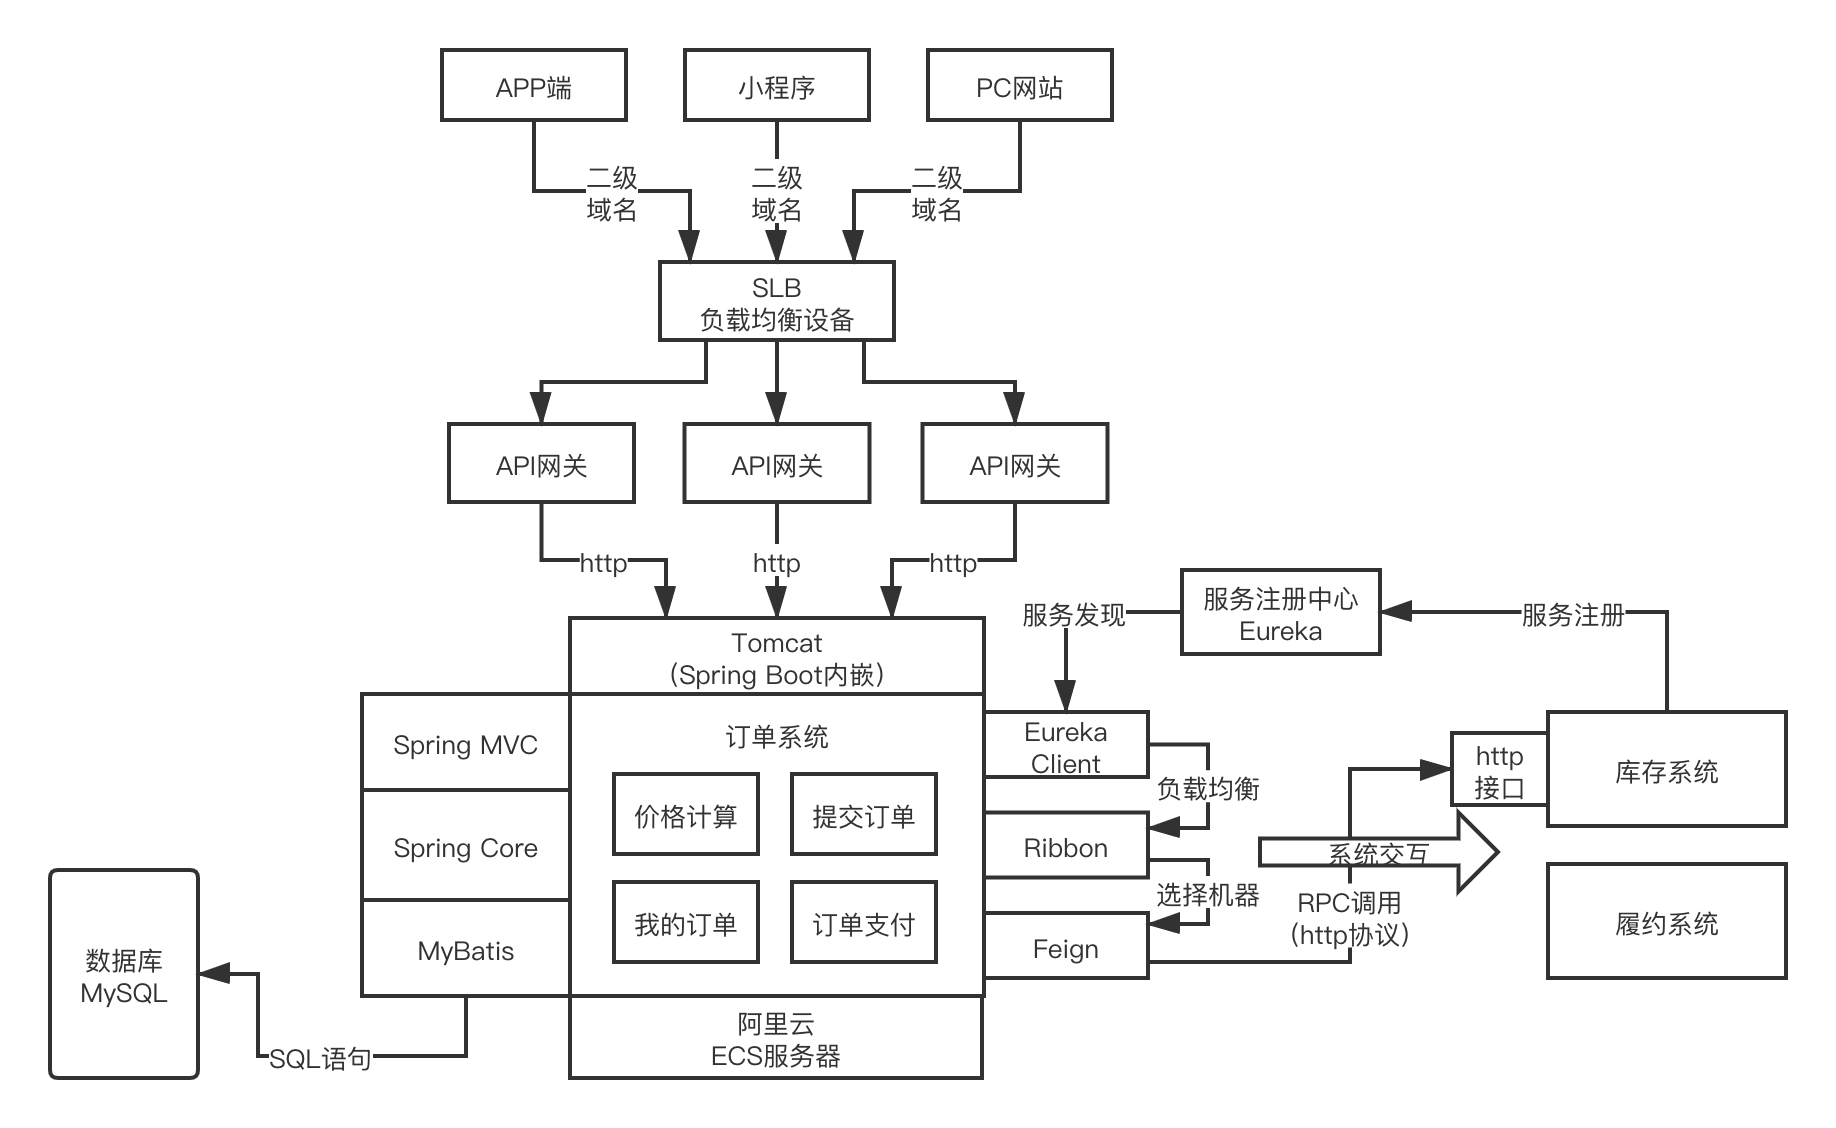 APP端
小程序
PC网站
二级
域名
二级
域名
二级
域名
SLB
负载均衡设备
API网关
API网关
API网关
http
http
http
服务发现
服务注册中心
Eureka
服务注册
Tomcat
(Spring Boot内嵌)
Spring MVC
Spring Core
MyBatis
订单系统
价格计算
提交订单
我的订单
订单支付
Eureka
Client
负载均衡
Ribbon
选择机器
Feign
http
接口
库存系统
系统交互
RPC调用
(http协议)
履约系统
数据库
MySQL
SQL语句
阿里云
ECS服务器